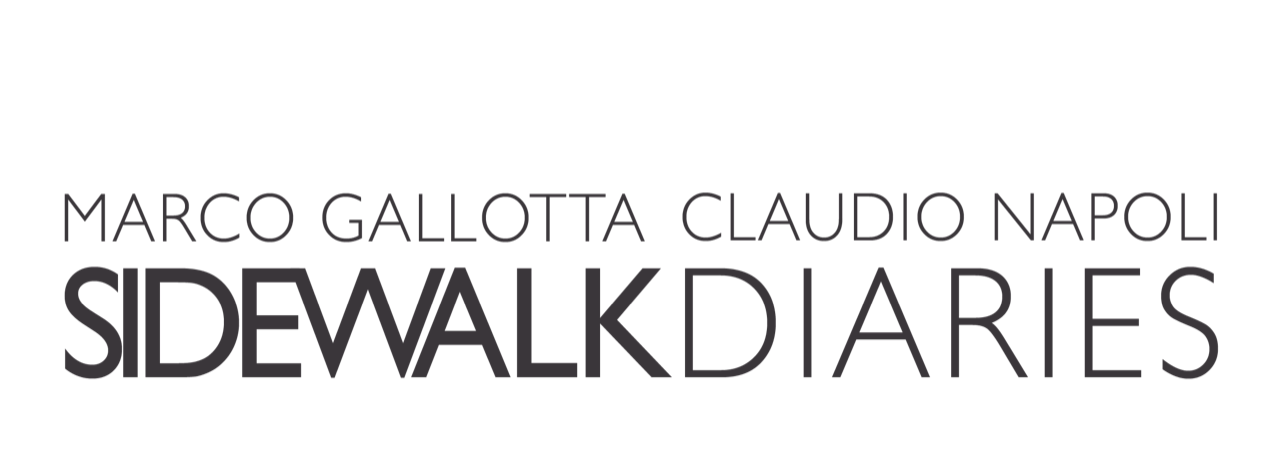 MARCO GALLOTTA CLAUDIO NAPOLI
SIDEWALKDIARIES